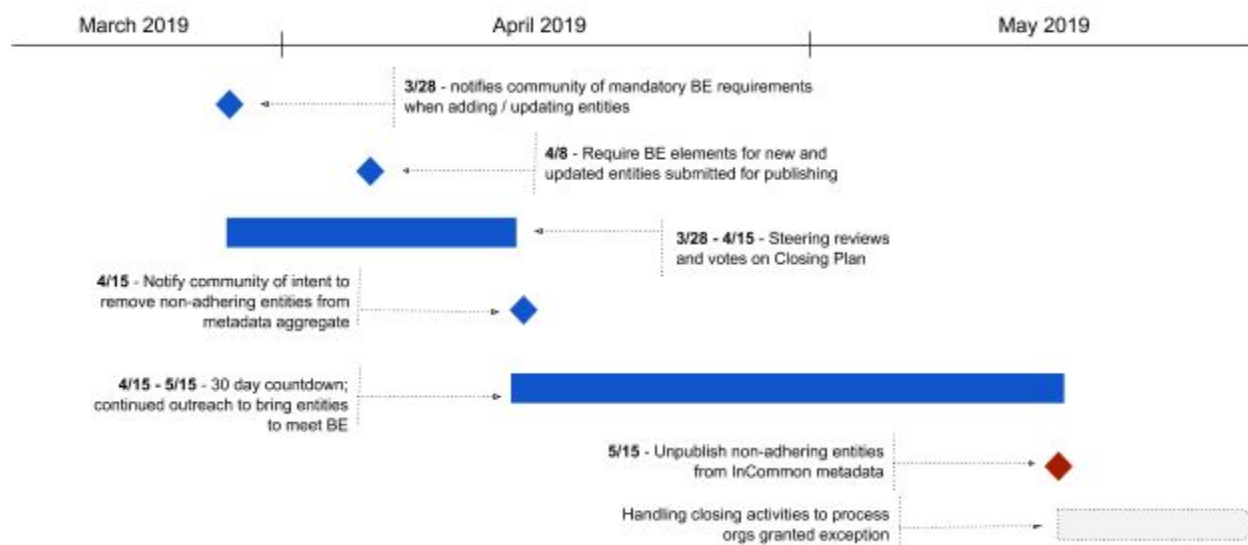 March 2019
April 2019
May 2019
3/28 - notifies community of mandatory BE requirements
when adding / updating entities
4/8 - Require BE elements for new and
updated entities submitted for publishing
3/28 - 4/15 - Steering reviews
and votes on Closing Plan
4/15 - Notify community of intent to
remove non-adhering entities from
metadata aggregate
4/15 - 5/15 - 30 day countdown;
continued outreach to bring entities
to meet BE
5/15 - Unpublish non-adhering entities
from InCommon metadata
Handling closing activities to process
orgs granted exception